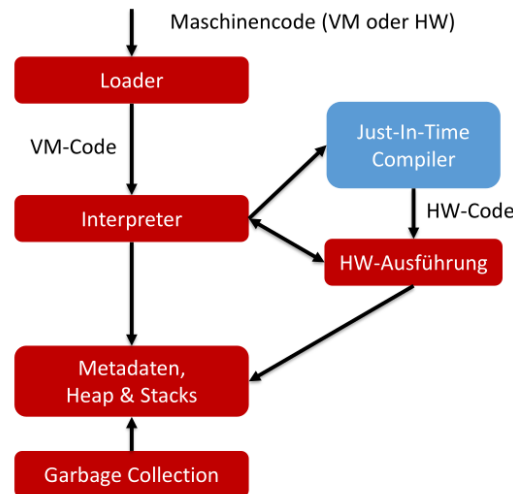 Maschinencode (VM oder HW)
Loader
VM-Code
Just-In-Time
Compiler
Interpreter
HW-Code
HW-Ausführung
Metadaten,
Heap & Stacks
Garbage Collection